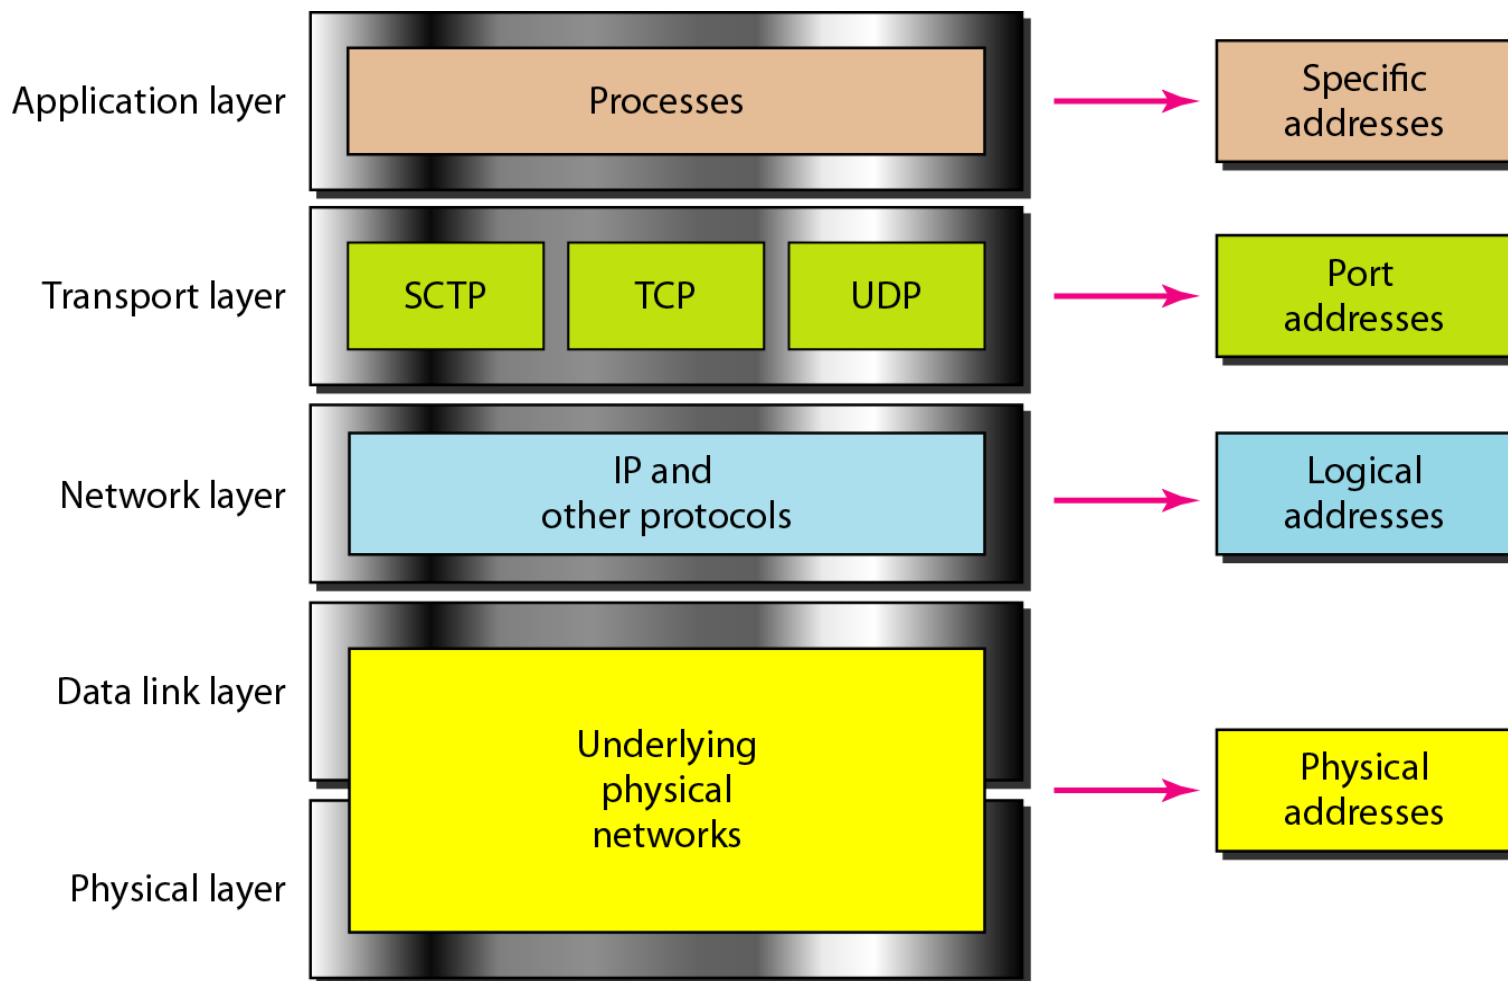 Application layer
Processes
Specific
addresses
Transport layer
SCTP
TCP
UDP
Port
addresses
Network layer
IP and
other protocols
Logical
addresses
Data link layer
Underlying
physical
networks
Physical
addresses
Physical layer